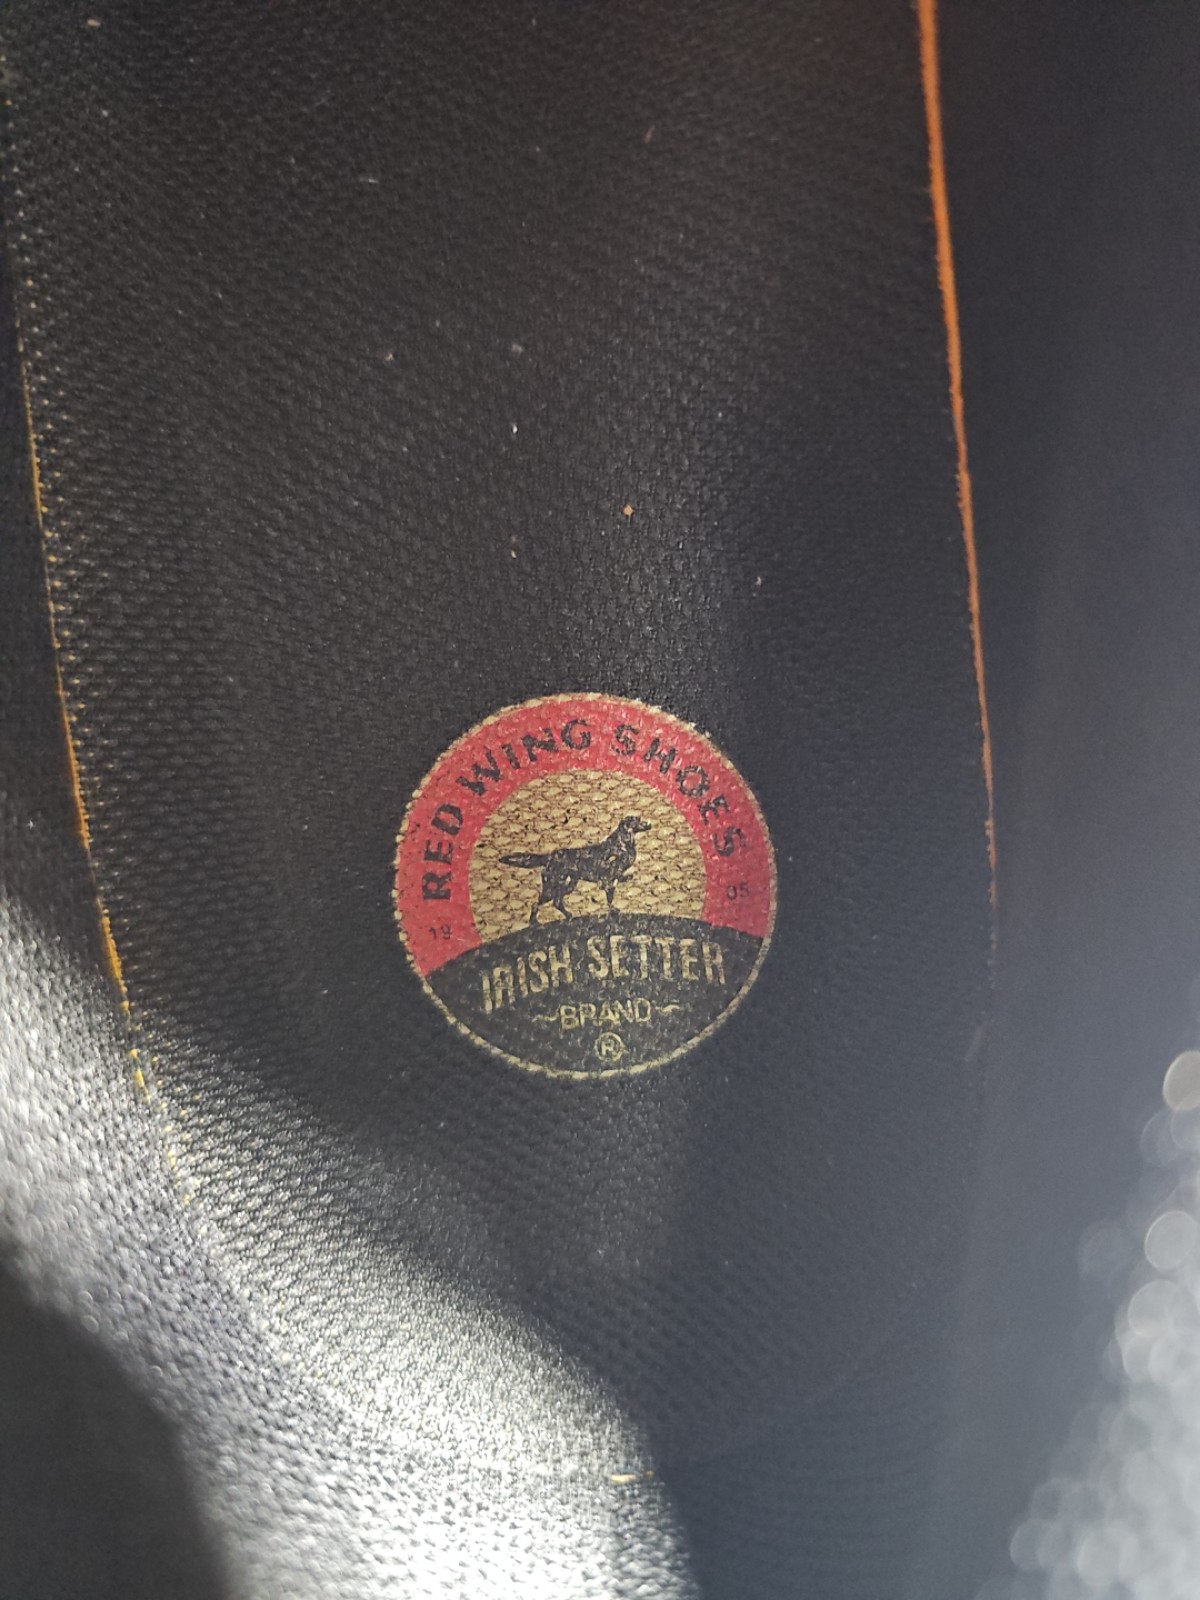 RED WING SHOES
19 05
IRISH SETTER
~BRAND~
®